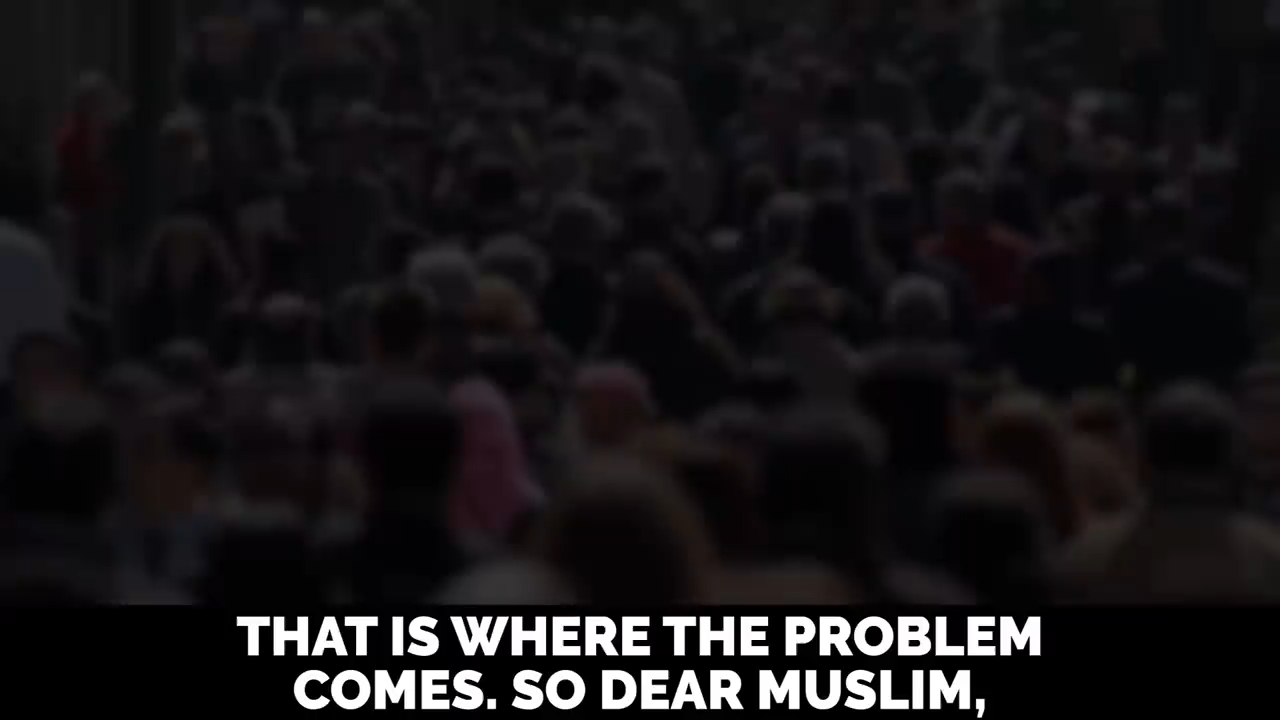 THAT IS WHERE THE PROBLEM
COMES. SO DEAR MUSLIM,